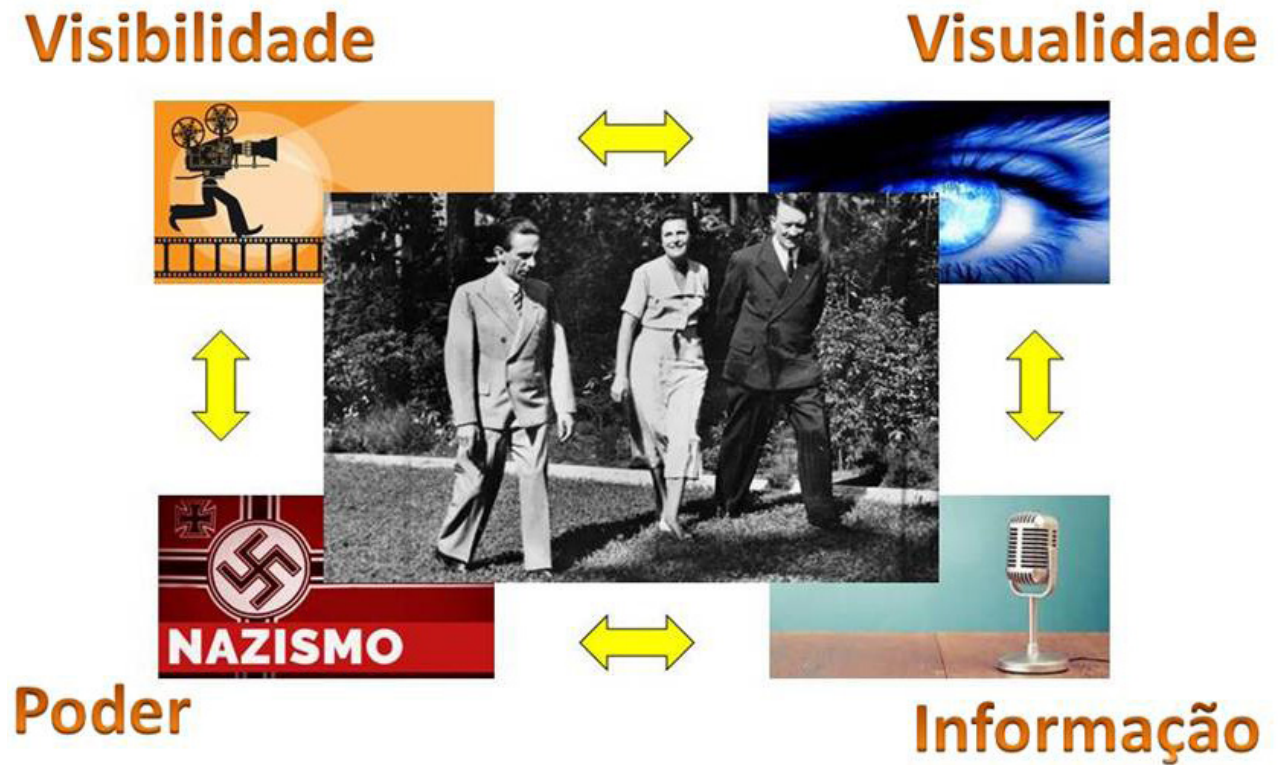 Visibilidade
Visualidade
NAZISMO
Poder
Informação